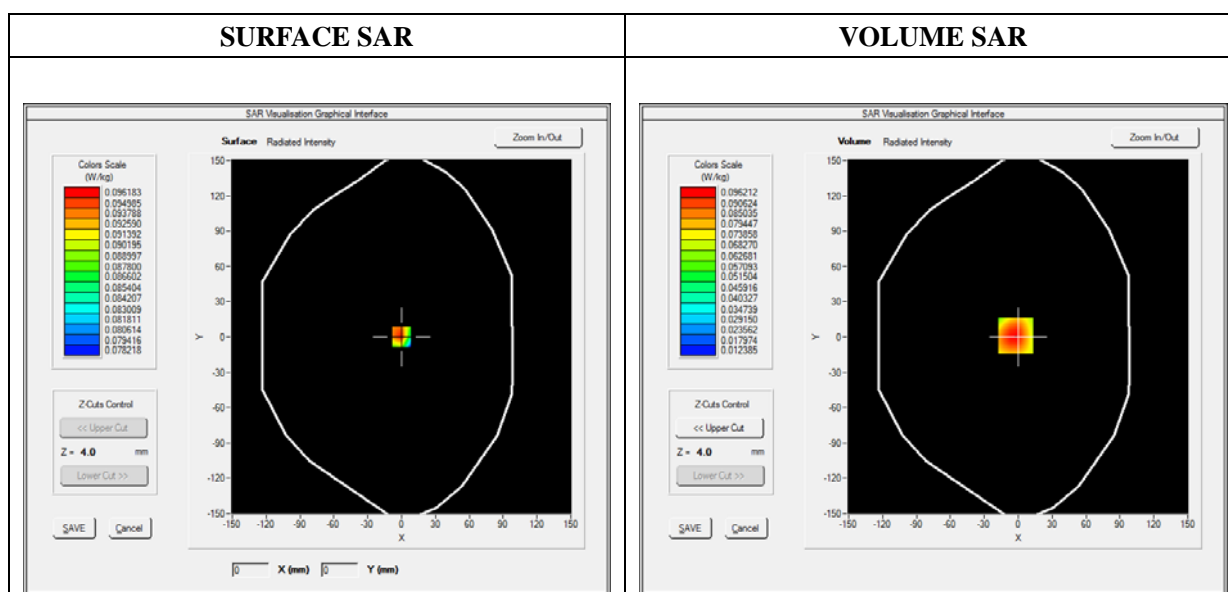 SURFACE SAR
SAR Visualisation Graphical Interface
Surface Radiated Intensity
Zoom In/Out
Colors Scale
(W/kg)
0.096183
0.094985
0.093788
0.092590
0.091392
0.090195
0.088997
0.087800
0.086602
0.085404
0.084207
0.083009
0.081811
0.080614
0.079416
0.078218
Z-Cuts Control
<< Upper Cut
Z = 4.0 mm
Lower Cut >>
SAVE Cancel
150
120
90
60
30
0
-30
-60
-90
-120
-150
Y
-150 -120 -90 -60 -30 0 30 60 90 120 150
X
0 X (mm) 0 Y (mm)
VOLUME SAR
SAR Visualisation Graphical Interface
Volume Radiated Intensity
Zoom In/Out
Colors Scale
(W/kg)
0.096212
0.090624
0.085035
0.079447
0.073858
0.068270
0.062681
0.057093
0.051504
0.045916
0.040327
0.034739
0.029150
0.023562
0.017974
0.012385
Z-Cuts Control
<< Upper Cut
Z = 4.0 mm
Lower Cut >>
SAVE Cancel
150
120
90
60
30
0
-30
-60
-90
-120
-150
Y
-150 -120 -90 -60 -30 0 30 60 90 120 150
X